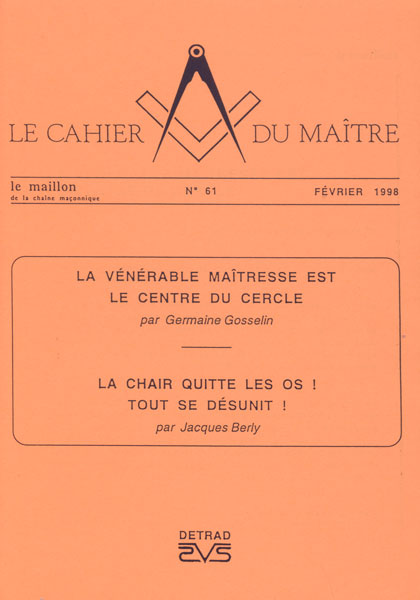 LE CAHIER DU MAÎTRE
le maillon
de la chaîne maçonnique
N° 61
FÉVRIER 1998
LA VÉNÉRABLE MAÎTRESSE EST
LE CENTRE DU CERCLE
par Germaine Gosselin
LA CHAIR QUITTE LES OS !
TOUT SE DÉSUNIT !
par Jacques Berly
DETRAD